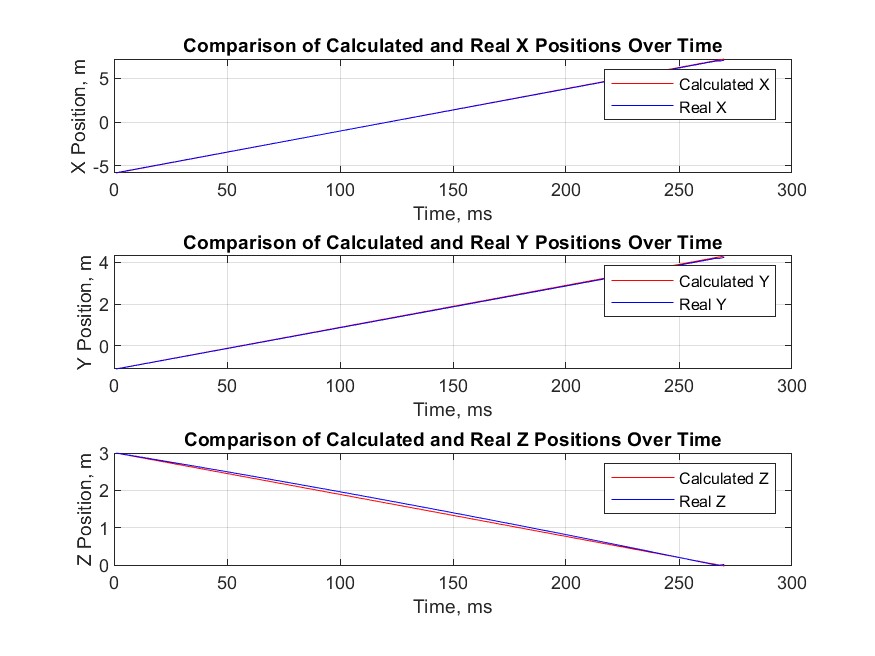 Comparison of Calculated and Real X Positions Over Time
X Position, m
5
0
-5
Calculated X
Real X
0 50 100 150 200 250 300
Time, ms
Comparison of Calculated and Real Y Positions Over Time
Y Position, m
4
2
0
Calculated Y
Real Y
0 50 100 150 200 250 300
Time, ms
Comparison of Calculated and Real Z Positions Over Time
Z Position, m
3
2
1
0
Calculated Z
Real Z
0 50 100 150 200 250 300
Time, ms